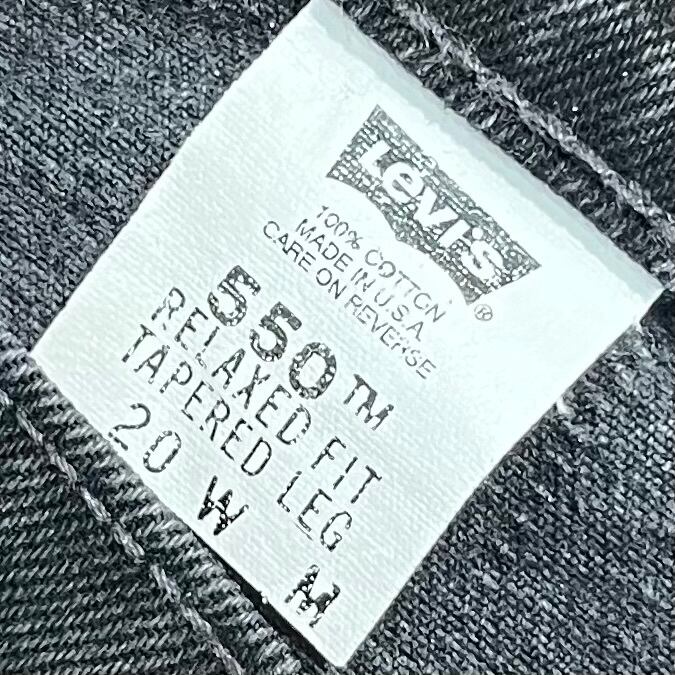 Levi's®
100% COTTON
MADE IN U.S.A.
CARE ON REVERSE
550™
RELAXED FIT
TAPERED LEG
20 W M